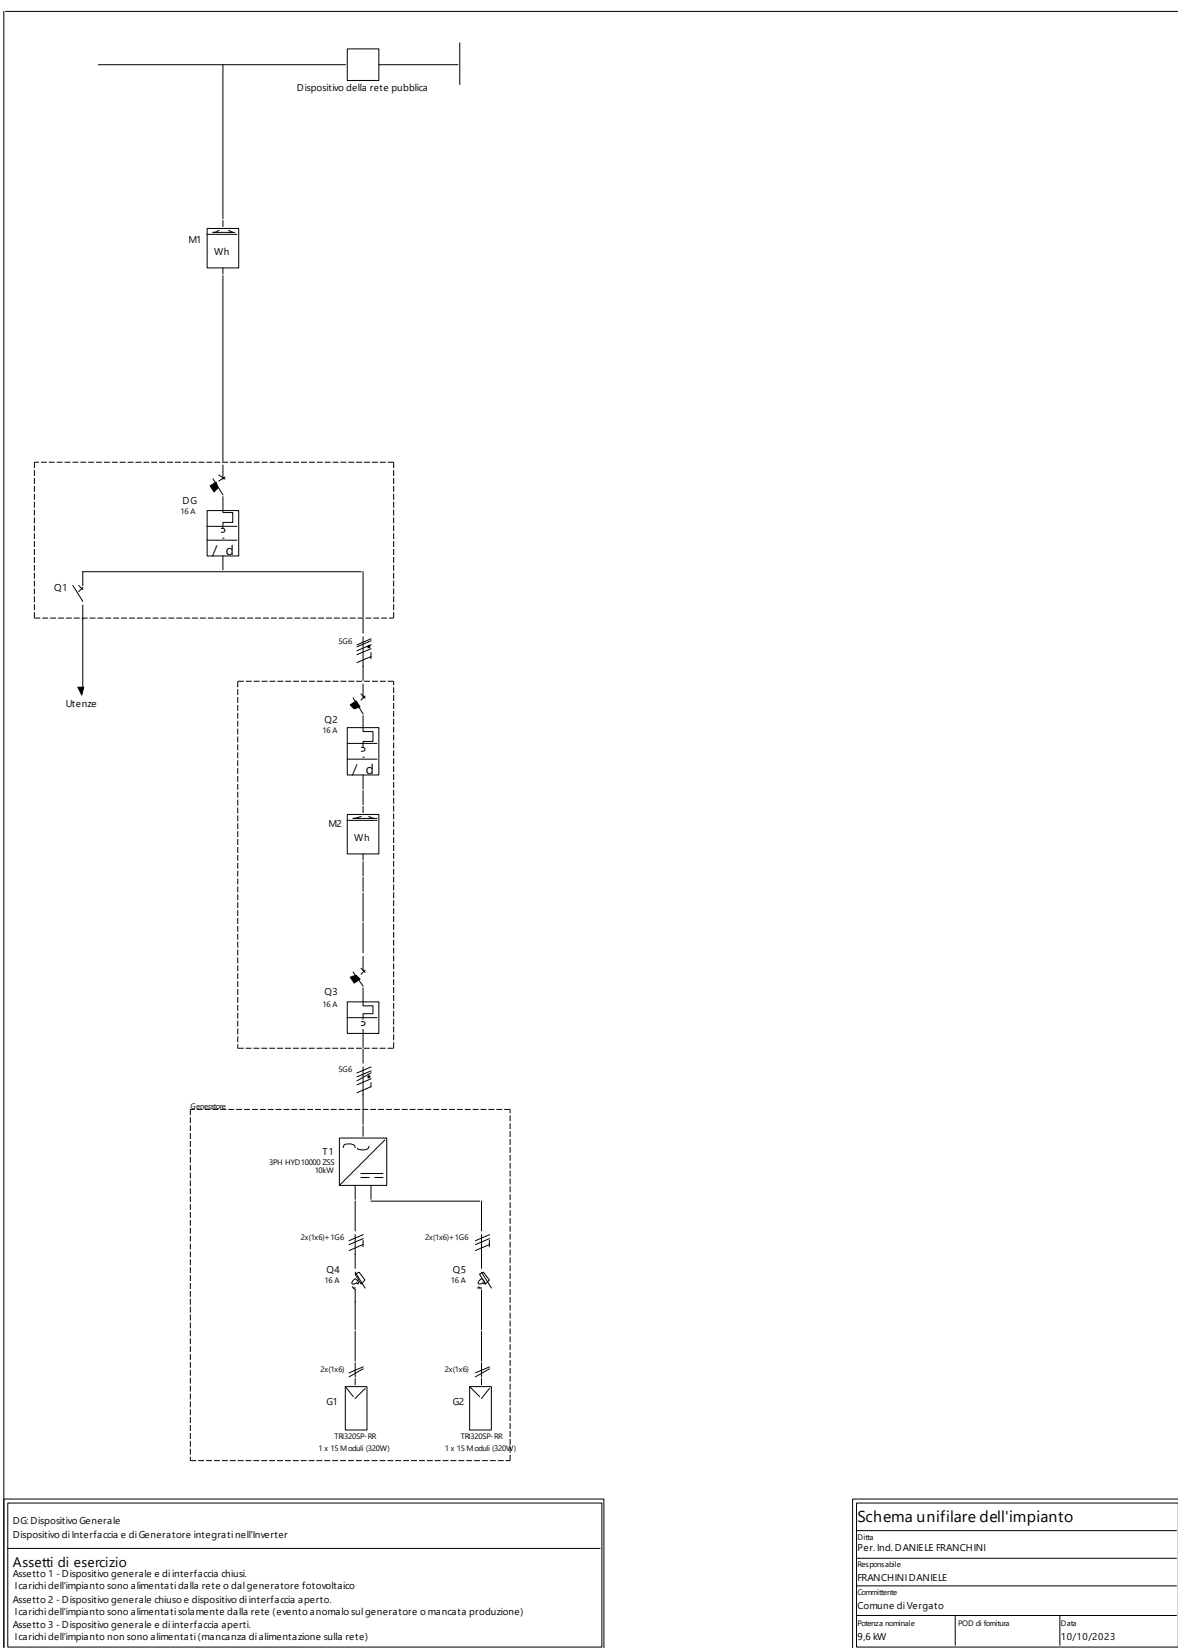 Dispositivo della rete pubblica
M1
Wh
DG
16 A
d
Q1
5G6
Utenze
Q2
16 A
d
M2
Wh
Q3
16 A
5G6
Generatore
T1
3PH HYD10000 ZSS
10kW
2x(1x6)+1G6
2x(1x6)+1G6
Q4
16 A
Q5
16 A
2x(1x6)
2x(1x6)
G1
G2
TRI320SP-RR
TRI320SP-RR
1 x 15 Moduli (320W)
1 x 15 Moduli (320W)
DG: Dispositivo Generale
Dispositivo di Interfaccia e di Generatore integrati nell'Inverter
Assetti di esercizio
Assetto 1 - Dispositivo generale e di interfaccia chiusi.
I carichi dell'impianto sono alimentati dalla rete o dal generatore fotovoltaico
Assetto 2 - Dispositivo generale chiuso e dispositivo di interfaccia aperto.
I carichi dell'impianto sono alimentati solamente dalla rete (evento anomalo sul generatore o mancata produzione)
Assetto 3 - Dispositivo generale e di interfaccia aperti.
I carichi dell'impianto non sono alimentati (mancanza di alimentazione sulla rete)
Schema unifilare dell'impianto
Ditta
Per. Ind. DANIELE FRANCHINI
Responsabile
FRANCHINI DANIELE
Committente
Comune di Vergato
Potenza nominale
9,6 kW
POD di fornitura
Data
10/10/2023